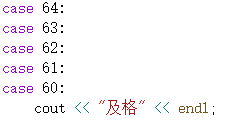 case 64:
case 63:
case 62:
case 61:
case 60:
cout << "及格" << endl;